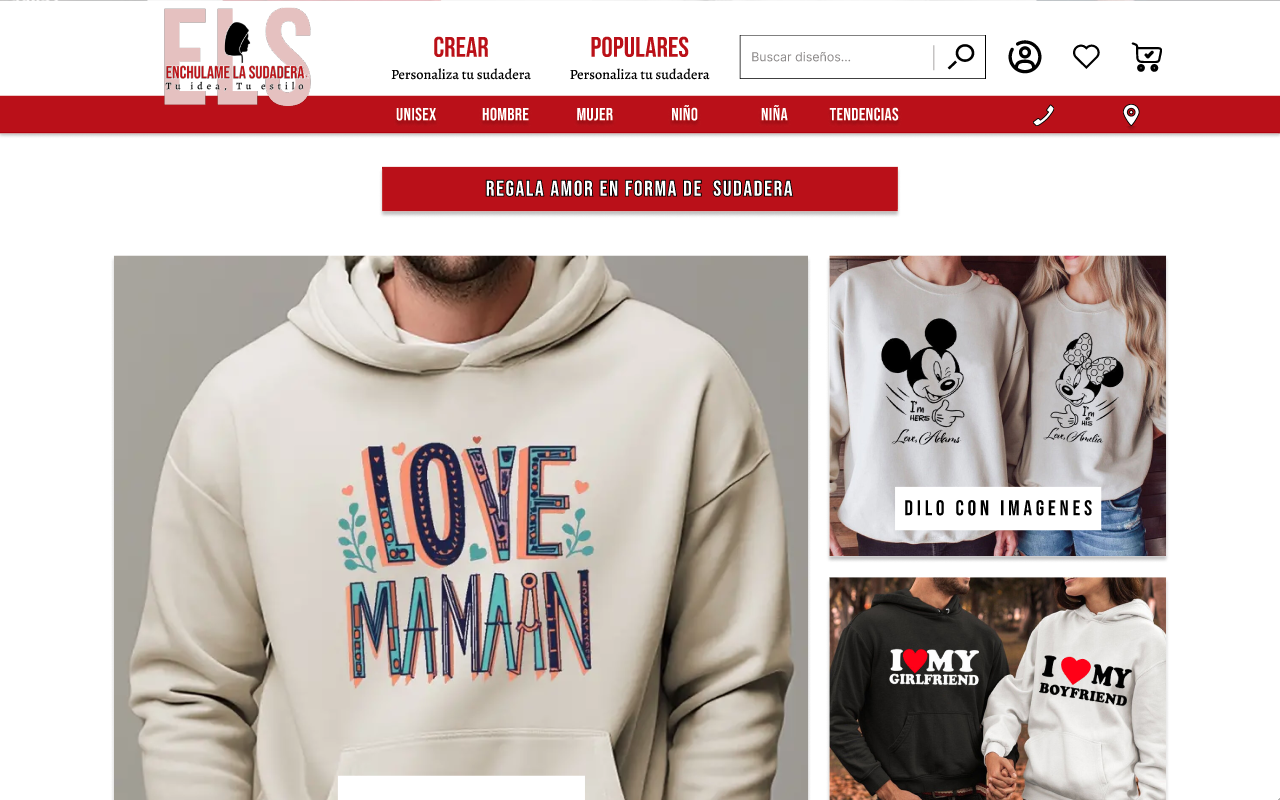 ELS
ENCHULAME LA SUDADERA
Tu idea, Tu estilo
CREAR
Personaliza tu sudadera
POPULARES
Personaliza tu sudadera
Buscar diseños...
UNISEX
HOMBRE
MUJER
NIÑO
NIÑA
TENDENCIAS
REGALA AMOR EN FORMA DE SUDADERA
LOVE
MAMAÄN
I'm
HERS
Love, Adams
I'm
HIS
Love, Amelia
DILO CON IMAGENES
I ❤ MY
GIRLFRIEND
I ❤ MY
BOYFRIEND